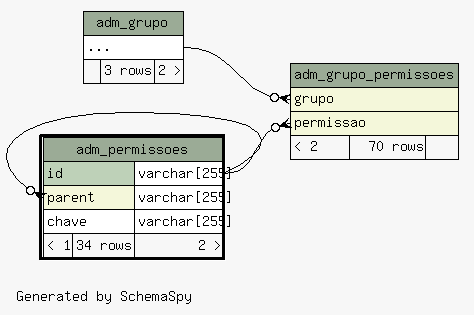 adm_grupo
...
3 rows 2 >
adm_grupo_permissoes
grupo
permissao
< 2 70 rows
adm_permissoes
id varchar[255]
parent varchar[255]
chave varchar[255]
< 1 34 rows 2 >
Generated by SchemaSpy